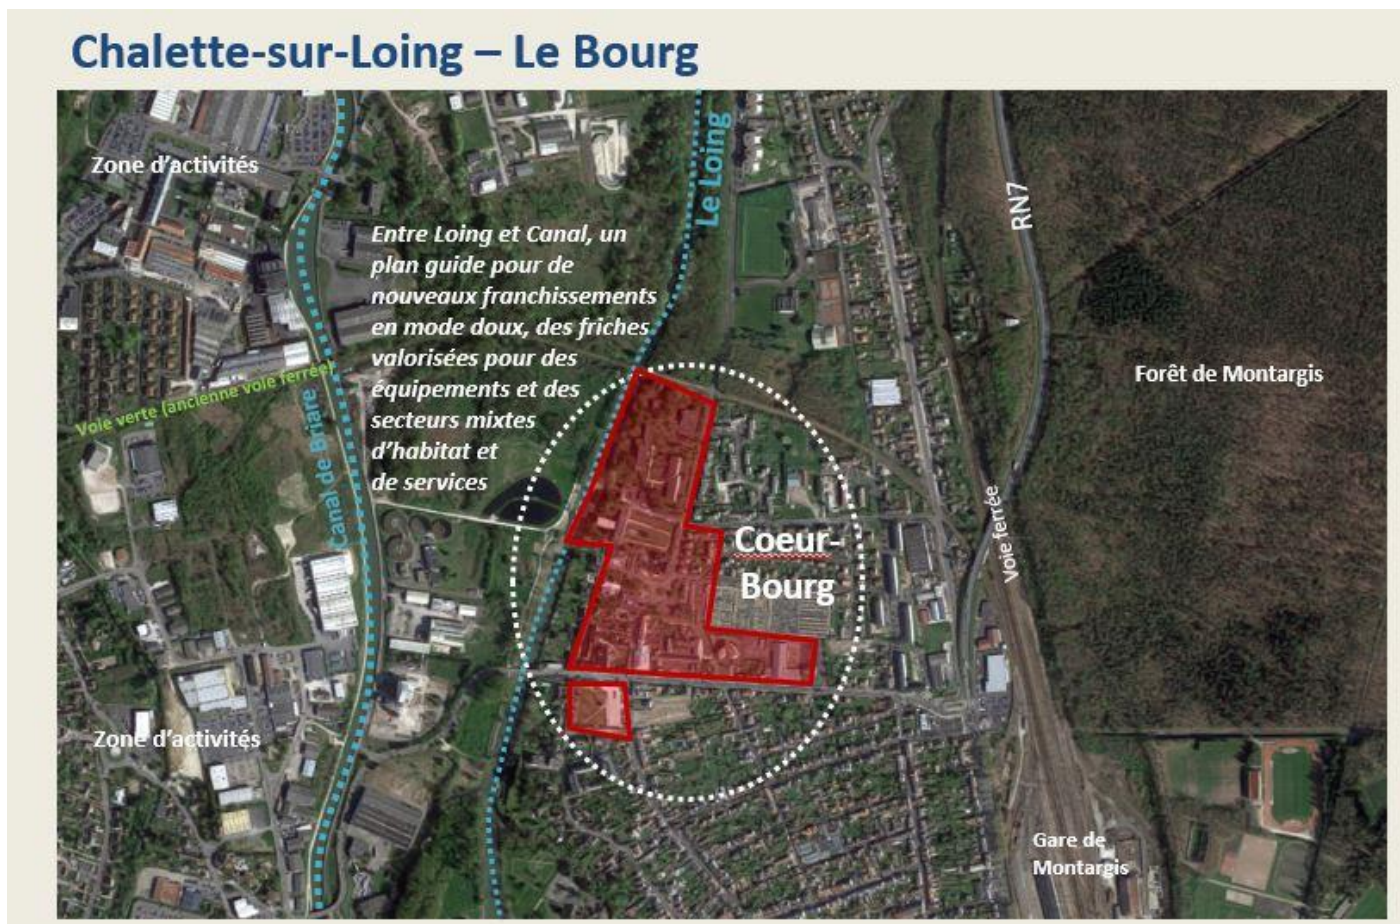 Chalette-sur-Loing – Le Bourg
Zone d'activités
Le Loing
RN7
Entre Loing et Canal, un
plan guide pour de
nouveaux franchissements
en mode doux, des friches
valorisées pour des
équipements et des
secteurs mixtes
d'habitat et
de services
Voie verte (ancienne voie ferrée)
Canal de Briare
Forêt de Montargis
Voie ferrée
Coeur-
Bourg
Zone d'activités
Gare de
Montargis